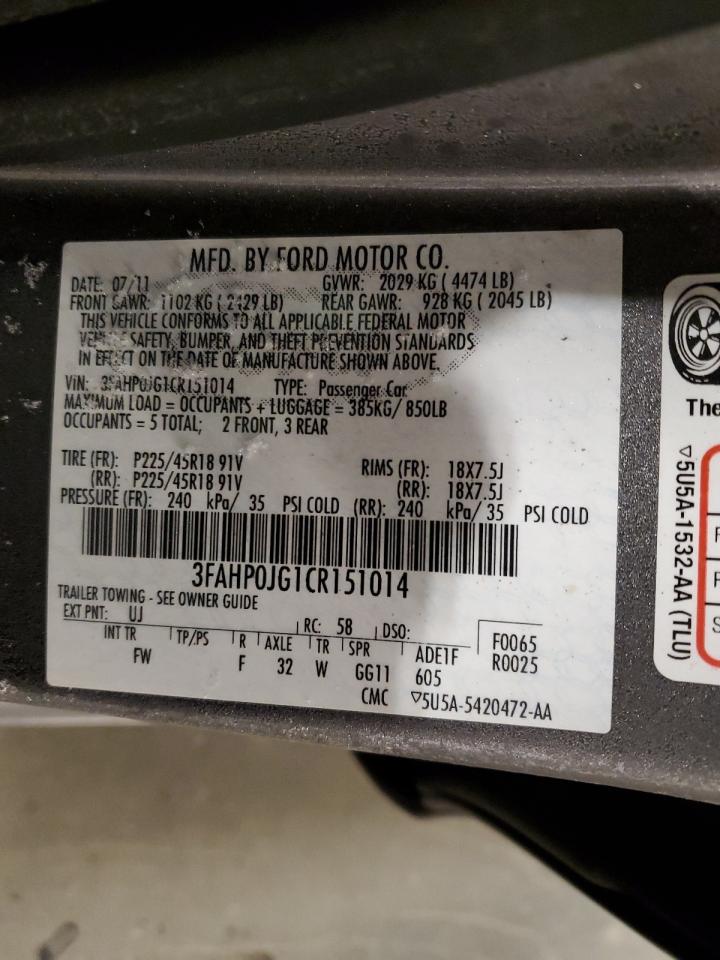 MFD. BY FORD MOTOR CO.
DATE: 07/11 GVWR: 2029 KG ( 4474 LB)
FRONT GAWR: 1102 KG ( 2429 LB) REAR GAWR: 928 KG ( 2045 LB)
THIS VEHICLE CONFORMS TO ALL APPLICABLE FEDERAL MOTOR
VEHICLE SAFETY, BUMPER, AND THEFT PREVENTION STANDARDS
IN EFFECT ON THE DATE OF MANUFACTURE SHOWN ABOVE.
VIN: 3FAHP0JG1CR151014 TYPE: Passenger Car
MAXIMUM LOAD = OCCUPANTS + LUGGAGE = 385KG/ 850LB
OCCUPANTS = 5 TOTAL; 2 FRONT, 3 REAR
TIRE (FR): P225/45R18 91V RIMS (FR): 18X7.5J
(RR): P225/45R18 91V (RR): 18X7.5J
PRESSURE (FR): 240 kPa/ 35 PSI COLD (RR): 240 kPa/ 35 PSI COLD
3FAHP0JG1CR151014
TRAILER TOWING - SEE OWNER GUIDE
EXT PNT: UJ RC: 58 DSO: F0065
INT TR TP/PS R AXLE TR SPR ADE1F R0025
FW F 32 W GG11 605
CMC ▽5U5A-5420472-AA
The
▽5U5A-1532-AA (TLU)
F
P
S